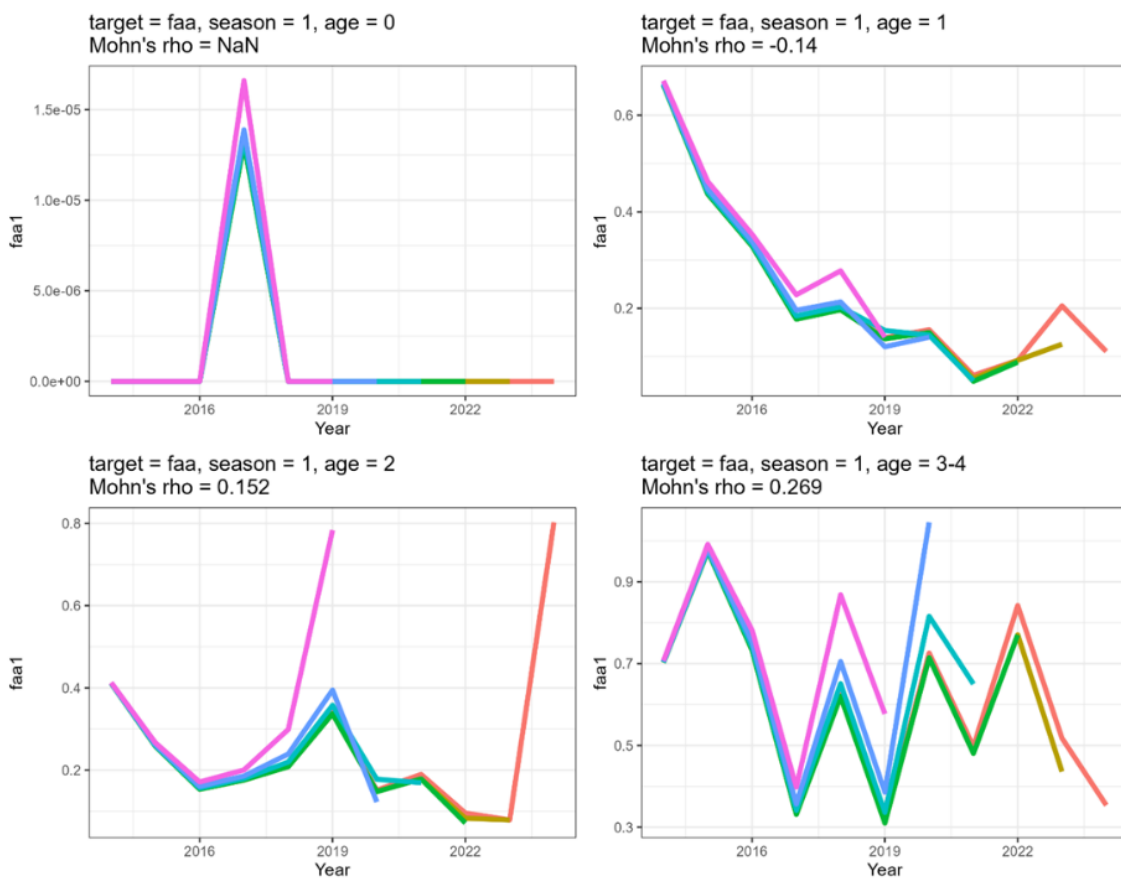 target = faa, season = 1, age = 0
Mohn's rho = NaN
1.5e-05
1.0e-05
5.0e-06
0.0e+00
faa1
2016
2019
2022
Year
target = faa, season = 1, age = 1
Mohn's rho = -0.14
0.6
0.4
0.2
faa1
2016
2019
2022
Year
target = faa, season = 1, age = 2
Mohn's rho = 0.152
0.8
0.6
0.4
0.2
faa1
2016
2019
2022
Year
target = faa, season = 1, age = 3-4
Mohn's rho = 0.269
0.9
0.7
0.5
0.3
faa1
2016
2019
2022
Year